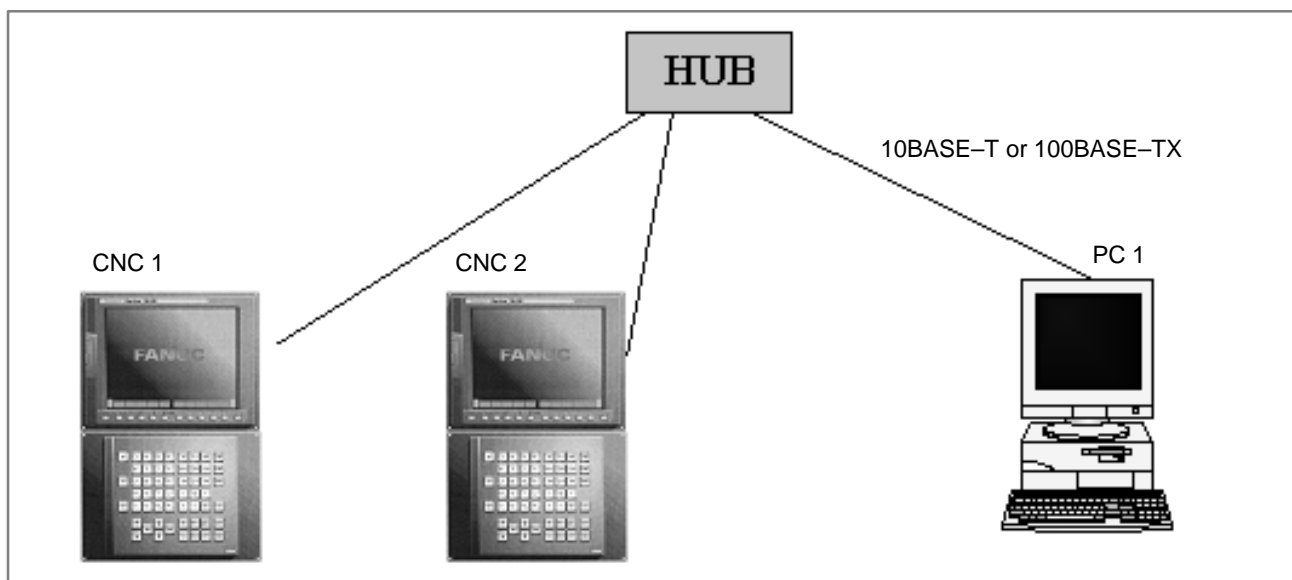 HUB
10BASE–T or 100BASE–TX
CNC 1
CNC 2
PC 1
FANUC
FANUC